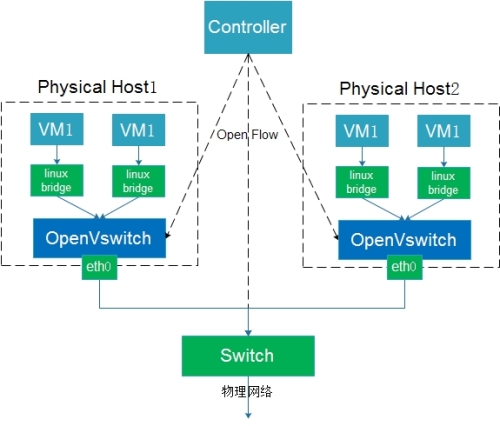 Controller
Physical Host1
Physical Host2
VM1
VM1
VM1
VM1
Open Flow
linux
bridge
linux
bridge
linux
bridge
linux
bridge
OpenVswitch
OpenVswitch
eth0
eth0
Switch
物理网络